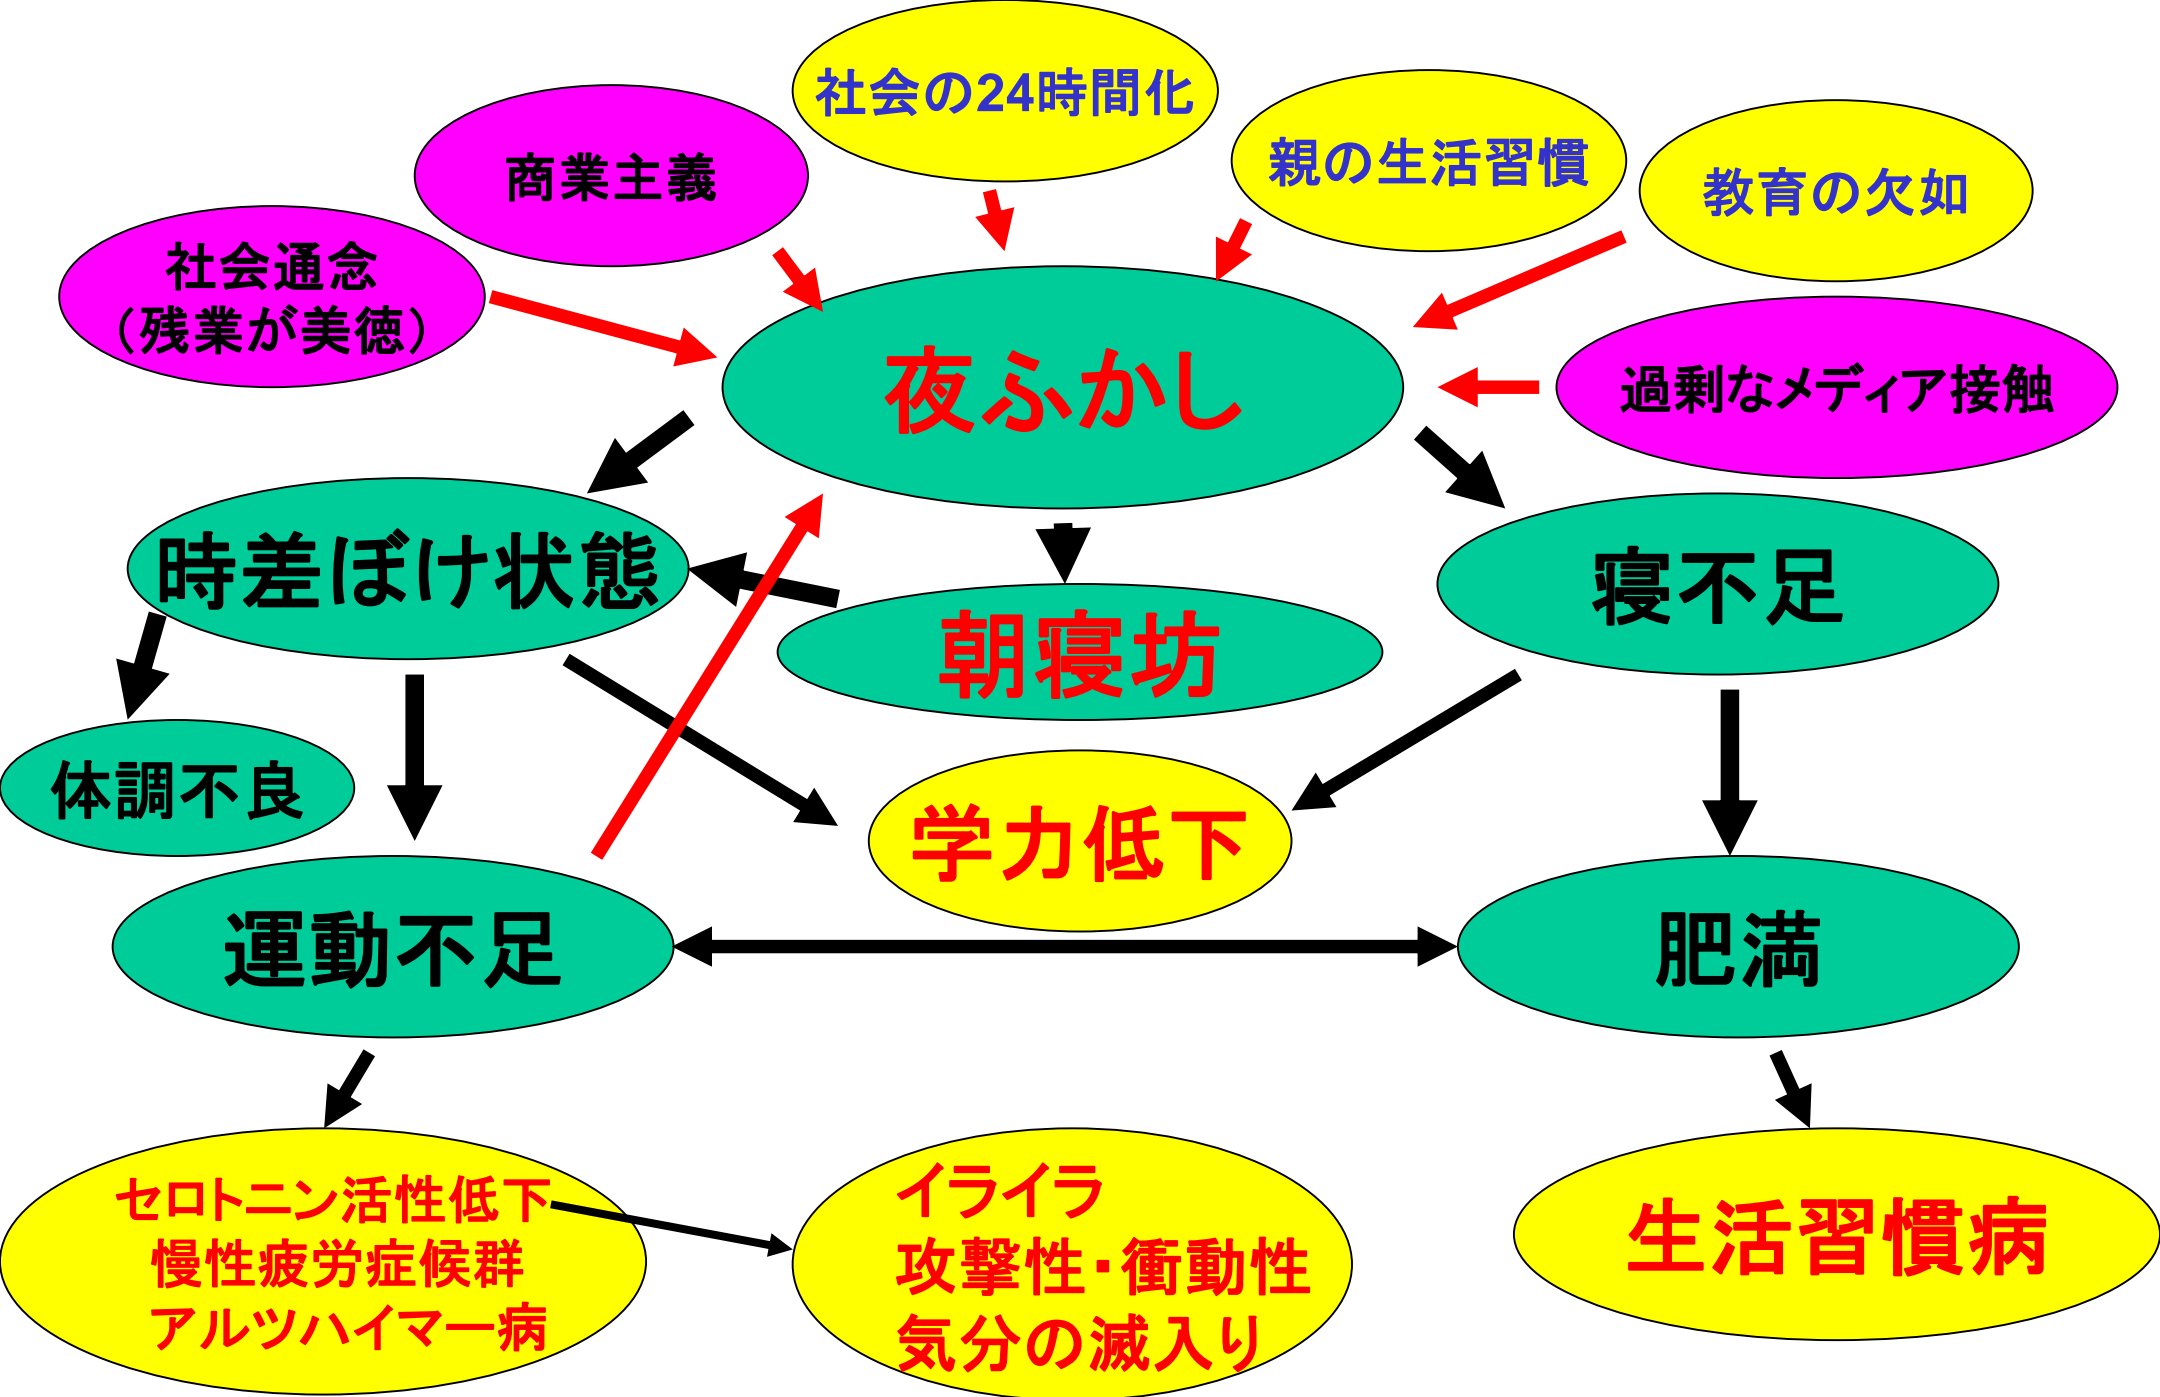 社会の24時間化
商業主義
親の生活習慣
教育の欠如
社会通念
（残業が美徳）
過剰なメディア接触
夜ふかし
時差ぼけ状態
寝不足
朝寝坊
体調不良
学力低下
運動不足
肥満
セロトニン活性低下
慢性疲労症候群
アルツハイマー病
イライラ
攻撃性・衝動性
気分の滅入り
生活習慣病